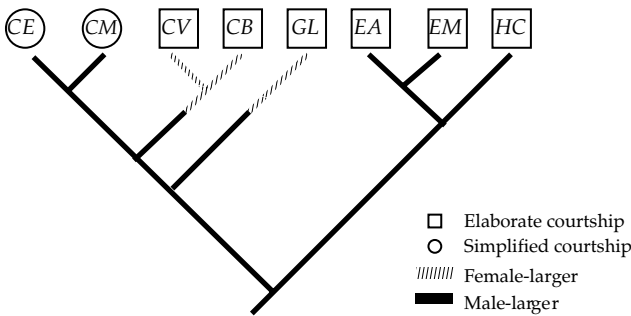 CE CM CV CB GL EA EM HC
Elaborate courtship
Simplified courtship
Female-larger
Male-larger